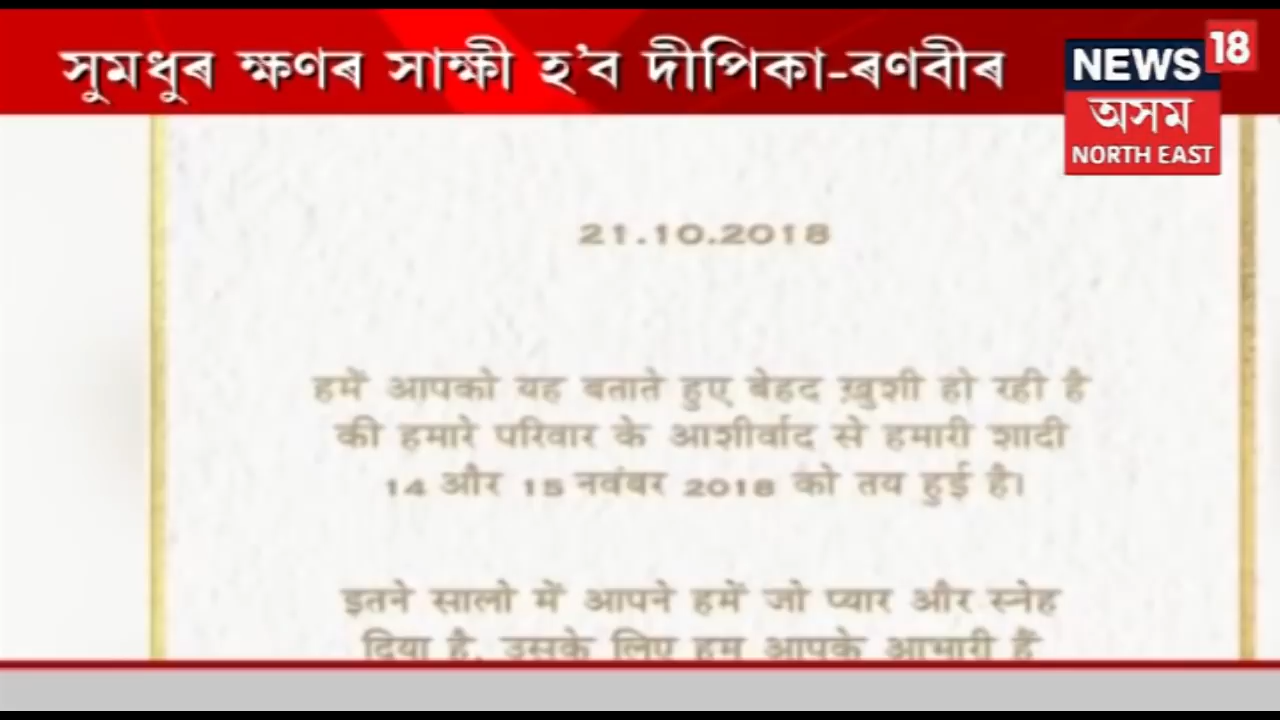 সুমধুৰ ক্ষণৰ সাক্ষী হ'ব দীপিকা-ৰণবীৰ
NEWS 18
অসম
NORTH EAST
21.10.2018
हमें आपको यह बताते हुए बेहद ख़ुशी हो रही है
की हमारे परिवार के आशीर्वाद से हमारी शादी
14 और 15 नवंबर 2018 को तय हुई है।
इतने सालो में आपने हमें जो प्यार और स्नेह
दिया है, उसके लिए हम आपके आभारी हैं